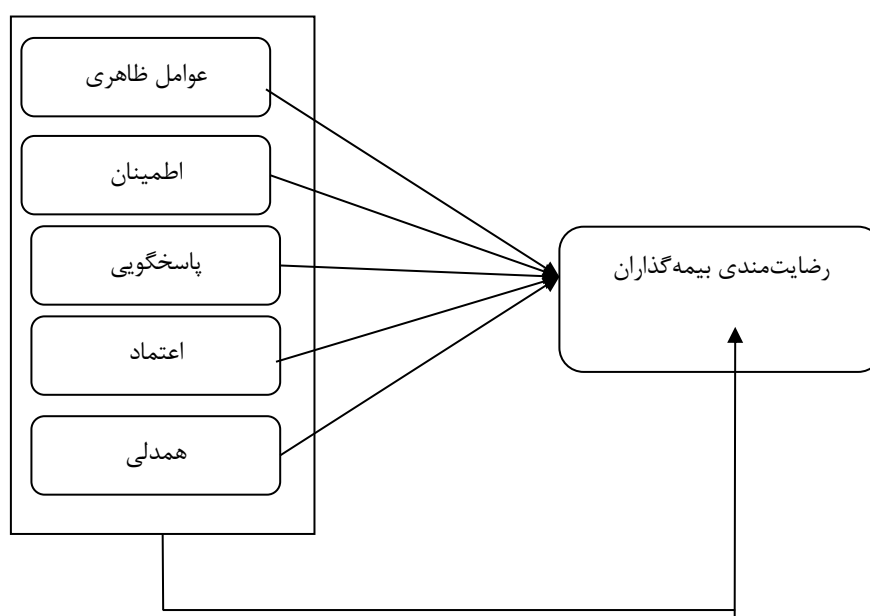 عوامل ظاهری
اطمینان
پاسخگویی
اعتماد
همدلی
رضایت‌مندی بیمه‌گذاران